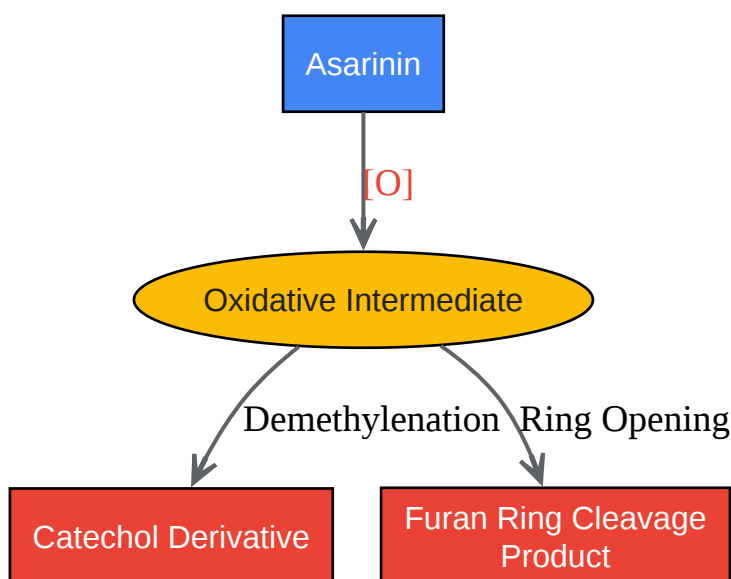 Asarinin
[O]
Oxidative Intermediate
Demethylenation
Ring Opening
Catechol Derivative
Furan Ring Cleavage
Product